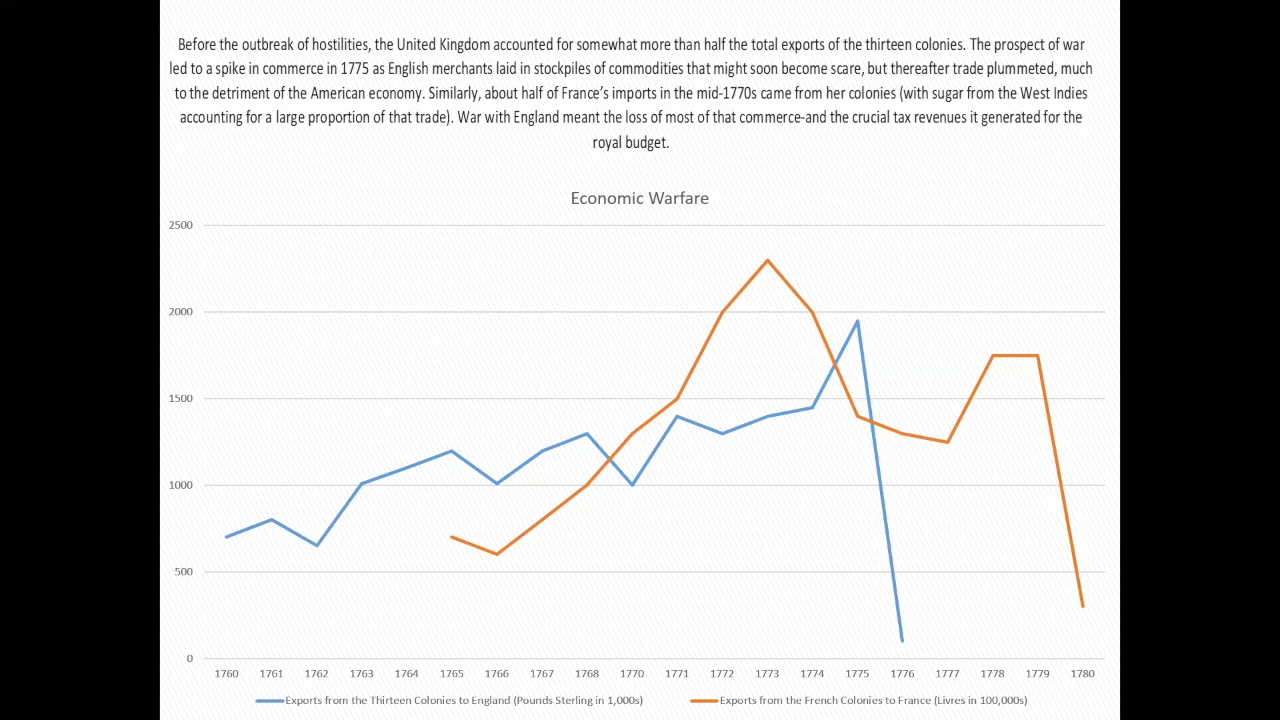 Before the outbreak of hostilities, the United Kingdom accounted for somewhat more than half the total exports of the thirteen colonies. The prospect of war
led to a spike in commerce in 1775 as English merchants laid in stockpiles of commodities that might soon become scare, but thereafter trade plummeted, much
to the detriment of the American economy. Similarly, about half of France's imports in the mid-1770s came from her colonies (with sugar from the West Indies
accounting for a large proportion of that trade). War with England meant the loss of most of that commerce-and the crucial tax revenues it generated for the
royal budget.
Economic Warfare
2500
2000
1500
1000
500
0
1760 1761 1762 1763 1764 1765 1766 1767 1768 1770 1771 1772 1773 1774 1775 1776 1777 1778 1779 1780
Exports from the Thirteen Colonies to England (Pounds Sterling in 1,000s) Exports from the French Colonies to France (Livres in 100,000s)